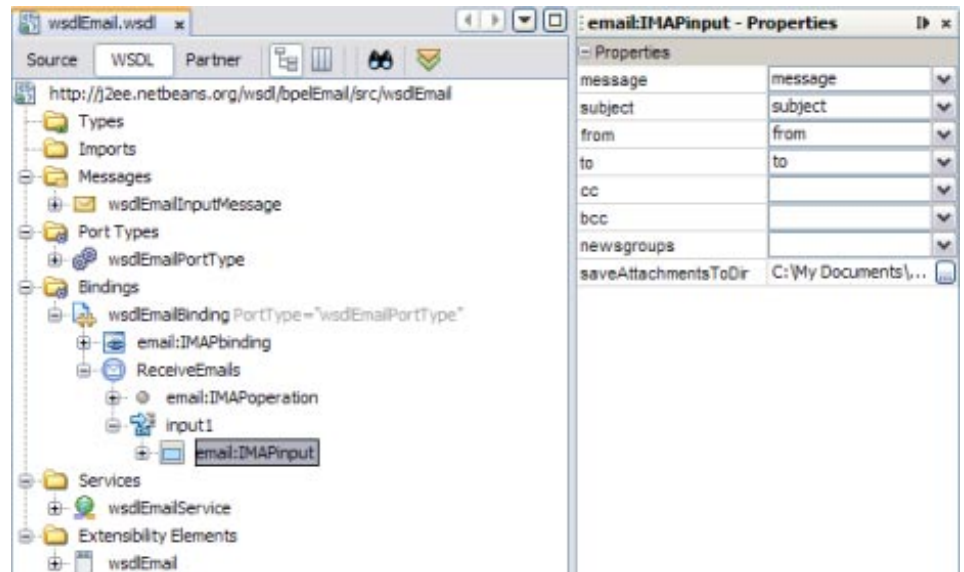 wsdlEmail.wsdl x
Source WSDL Partner
http://j2ee.netbeans.org/wsdl/bpelEmail/src/wsdlEmail
Types
Imports
Messages
wsdlEmailInputMessage
Port Types
wsdlEmailPortType
Bindings
wsdlEmailBinding PortType="wsdlEmailPortType"
email:IMAPbinding
ReceiveEmails
email:IMAPoperation
input1
email:IMAPinput
Services
wsdlEmailService
Extensibility Elements
wsdlEmail
email:IMAPinput - Properties
Properties
message message
subject subject
from from
to to
cc
bcc
newsgroups
saveAttachmentsToDir C:\My Documents\... ...